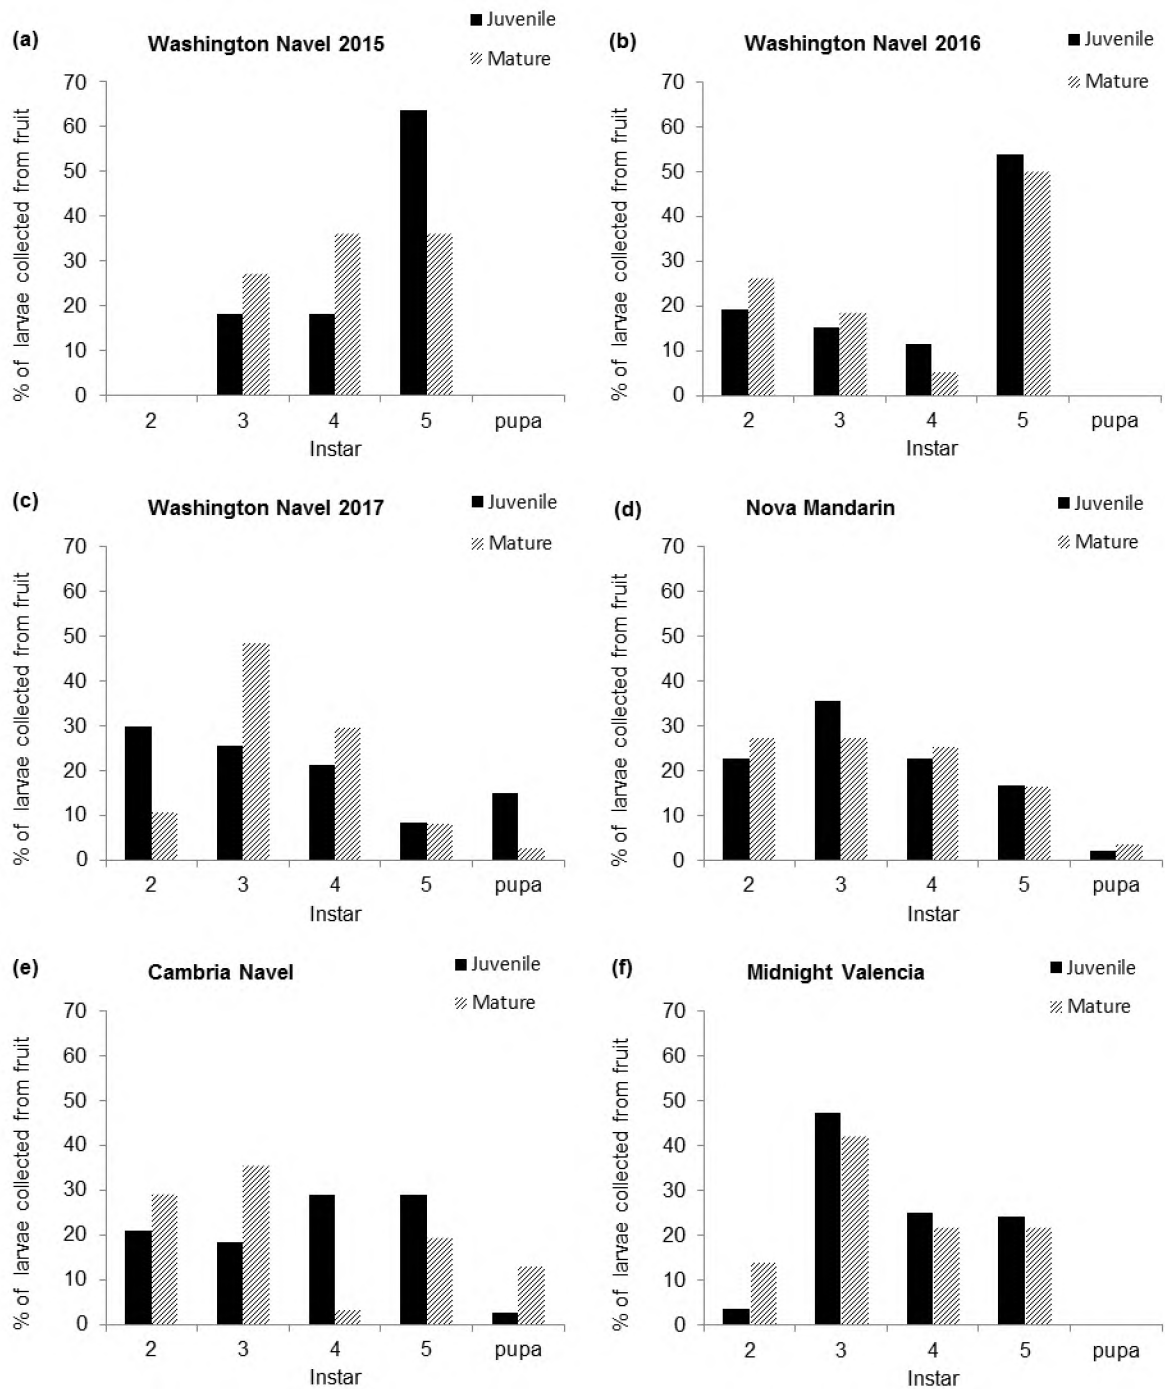 (a)
Washington Navel 2015
Juvenile
Mature
% of larvae collected from fruit
70
60
50
40
30
20
10
0
2 3 4 5 pupa
Instar
(b)
Washington Navel 2016
Juvenile
Mature
% of larvae collected from fruit
70
60
50
40
30
20
10
0
2 3 4 5 pupa
Instar
(c)
Washington Navel 2017
Juvenile
Mature
% of larvae collected from fruit
70
60
50
40
30
20
10
0
2 3 4 5 pupa
Instar
(d)
Nova Mandarin
Juvenile
Mature
% of larvae collected from fruit
70
60
50
40
30
20
10
0
2 3 4 5 pupa
Instar
(e)
Cambria Navel
Juvenile
Mature
% of larvae collected from fruit
70
60
50
40
30
20
10
0
2 3 4 5 pupa
Instar
(f)
Midnight Valencia
Juvenile
Mature
% of larvae collected from fruit
70
60
50
40
30
20
10
0
2 3 4 5 pupa
Instar